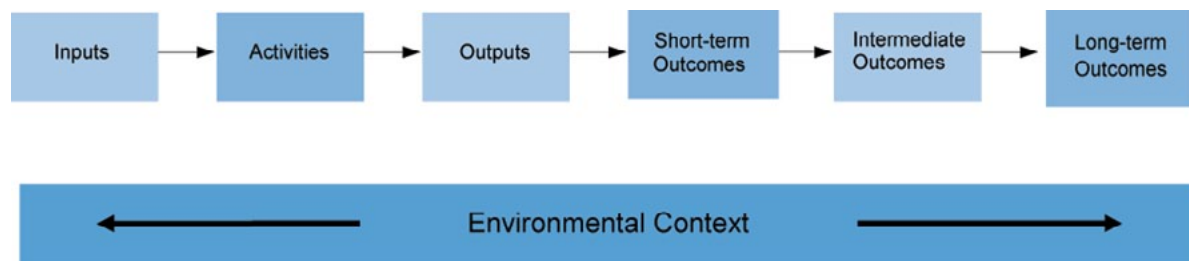 Inputs
Activities
Outputs
Short-term
Outcomes
Intermediate
Outcomes
Long-term
Outcomes
Environmental Context